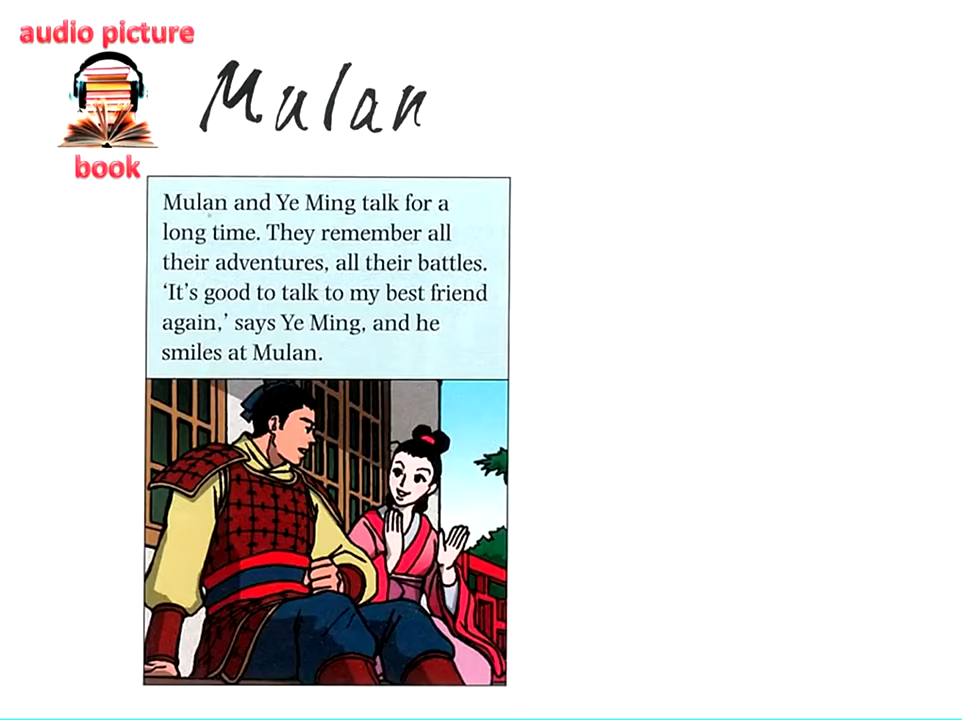 audio picture
book
Mulan
Mulan and Ye Ming talk for a
long time. They remember all
their adventures, all their battles.
‘It’s good to talk to my best friend
again,’ says Ye Ming, and he
smiles at Mulan.